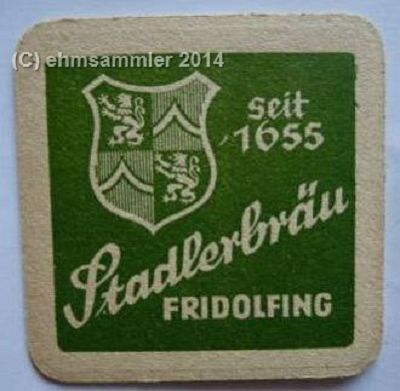 (C) ehmsammler 2014
seit
1655
Stadlerbräu
FRIDOLFING